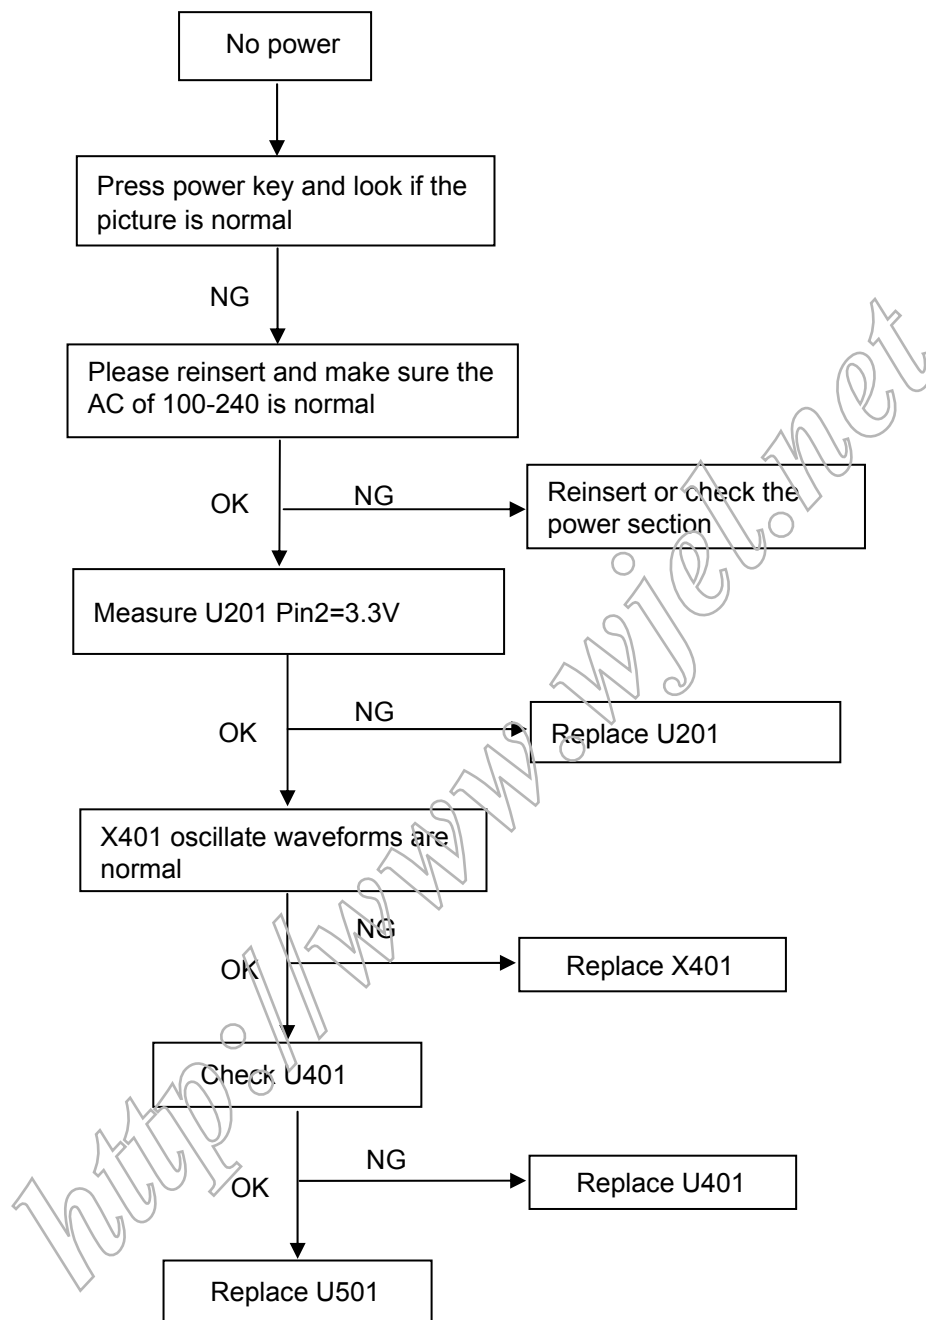 No power
Press power key and look if the
picture is normal
NG
Please reinsert and make sure the
AC of 100-240 is normal
OK
NG
Reinsert or check the
power section
Measure U201 Pin2=3.3V
OK
NG
Replace U201
X401 oscillate waveforms are
normal
NG
OK
Replace X401
Check U401
NG
OK
Replace U401
Replace U501
http://www.wjel.net